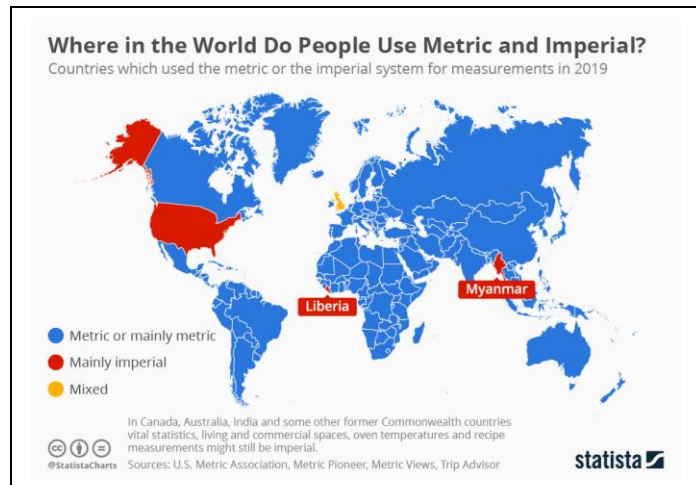 Where in the World Do People Use Metric and Imperial?
Countries which used the metric or the imperial system for measurements in 2019
Liberia
Myanmar
Metric or mainly metric
Mainly imperial
Mixed
In Canada, Australia, India and some other former Commonwealth countries
vital statistics, living and commercial spaces, oven temperatures and recipe
measurements might still be imperial.
cc
@StatistaCharts
Sources: U.S. Metric Association, Metric Pioneer, Metric Views, Trip Advisor
statista